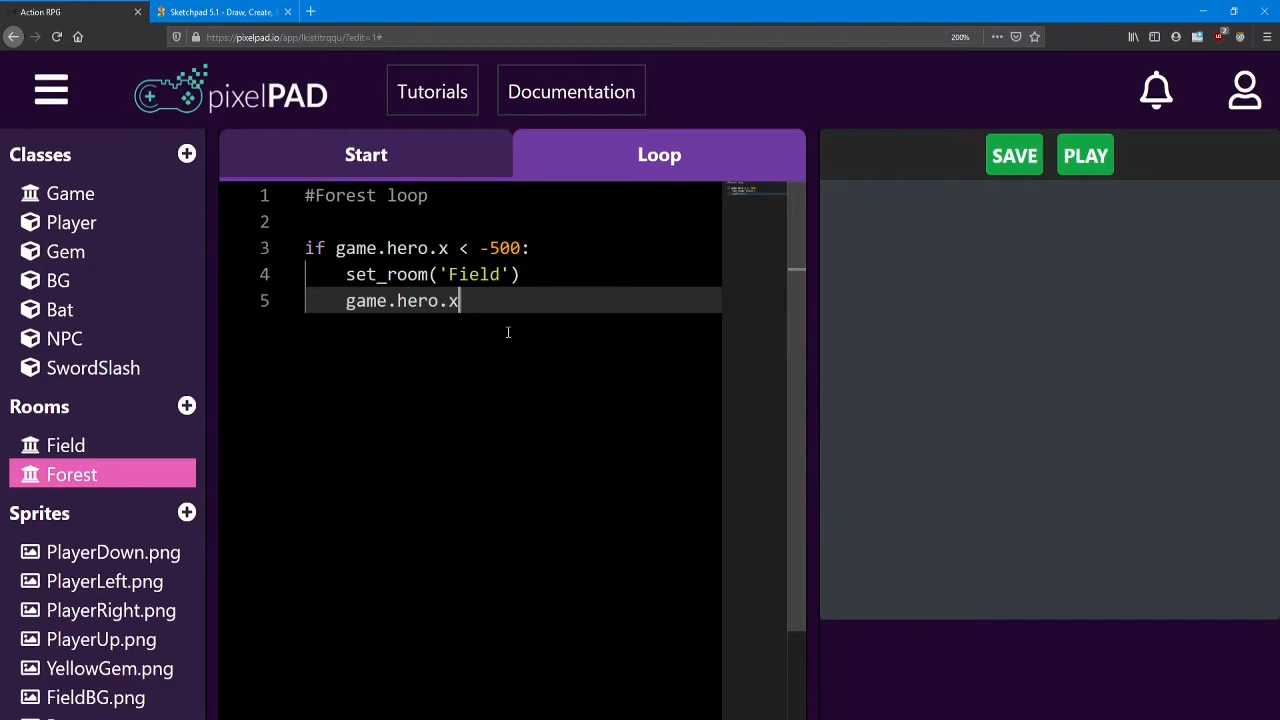 Action RPG
Sketchpad 5.1 - Draw, Create, S
https://pixelpad.io/app/lkistitrqqu/?edit=1#
200%
2
pixelPAD
Tutorials
Documentation
Classes
Game
Player
Gem
BG
Bat
NPC
SwordSlash
Rooms
Field
Forest
Sprites
PlayerDown.png
PlayerLeft.png
PlayerRight.png
PlayerUp.png
YellowGem.png
FieldBG.png
Start
Loop
1 #Forest loop
2
3 if game.hero.x < -500:
4 set_room('Field')
5 game.hero.x
SAVE
PLAY